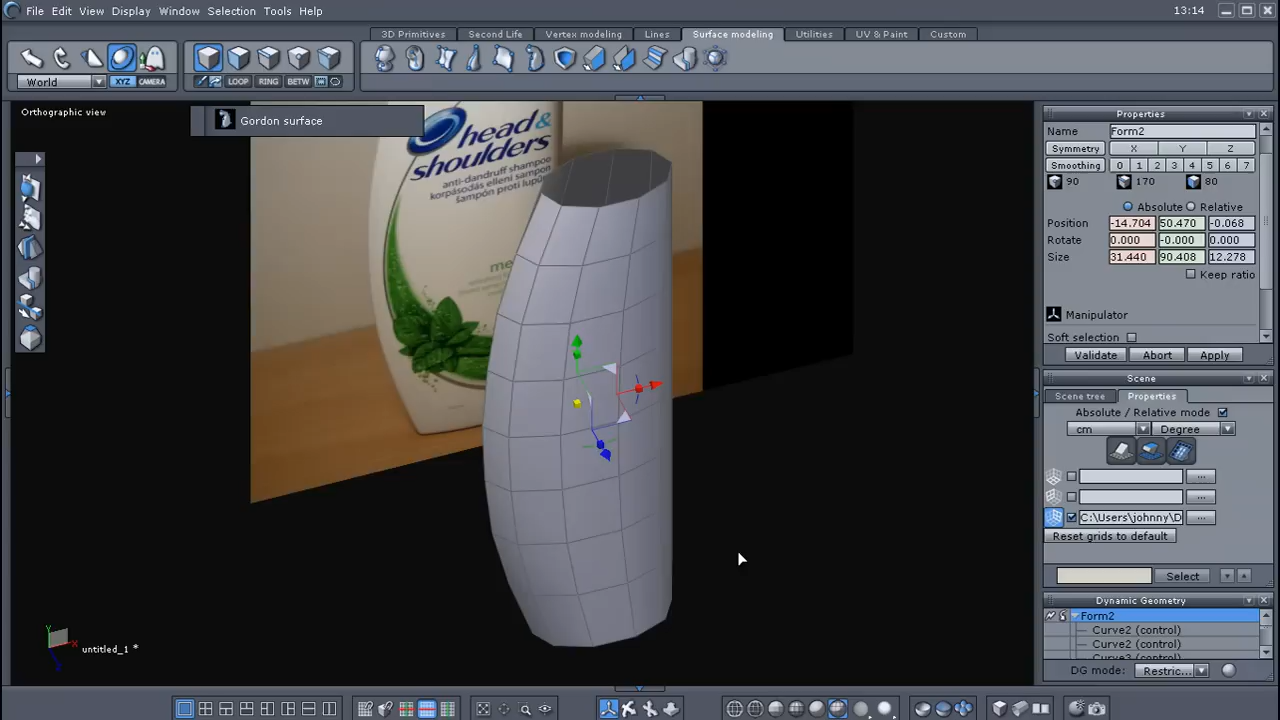 File Edit View Display Window Selection Tools Help
13:14
3D Primitives Second Life Vertex modeling Lines Surface modeling Utilities UV & Paint Custom
World XYZ CAMERA LOOP RING BETW
Orthographic view
Gordon surface
head&
shoulders
anti-dandruff shampoo
korpásodás elleni sampon
šampón proti lupům
me
Properties
Name Form2
Symmetry X Y Z
Smoothing 0 1 2 3 4 5 6 7
90 170 80
Absolute Relative
Position -14.704 50.470 -0.068
Rotate 0.000 -0.000 0.000
Size 31.440 90.408 12.278
Keep ratio
Manipulator
Soft selection
Validate Abort Apply
Scene
Scene tree Properties
Absolute / Relative mode
cm Degree
...
...
C:\Users\johnny\D ...
Reset grids to default
Select
Dynamic Geometry
Form2
Curve2 (control)
Curve2 (control)
Curve3 (control)
DG mode: Restric...
Y
X
untitled_1 *